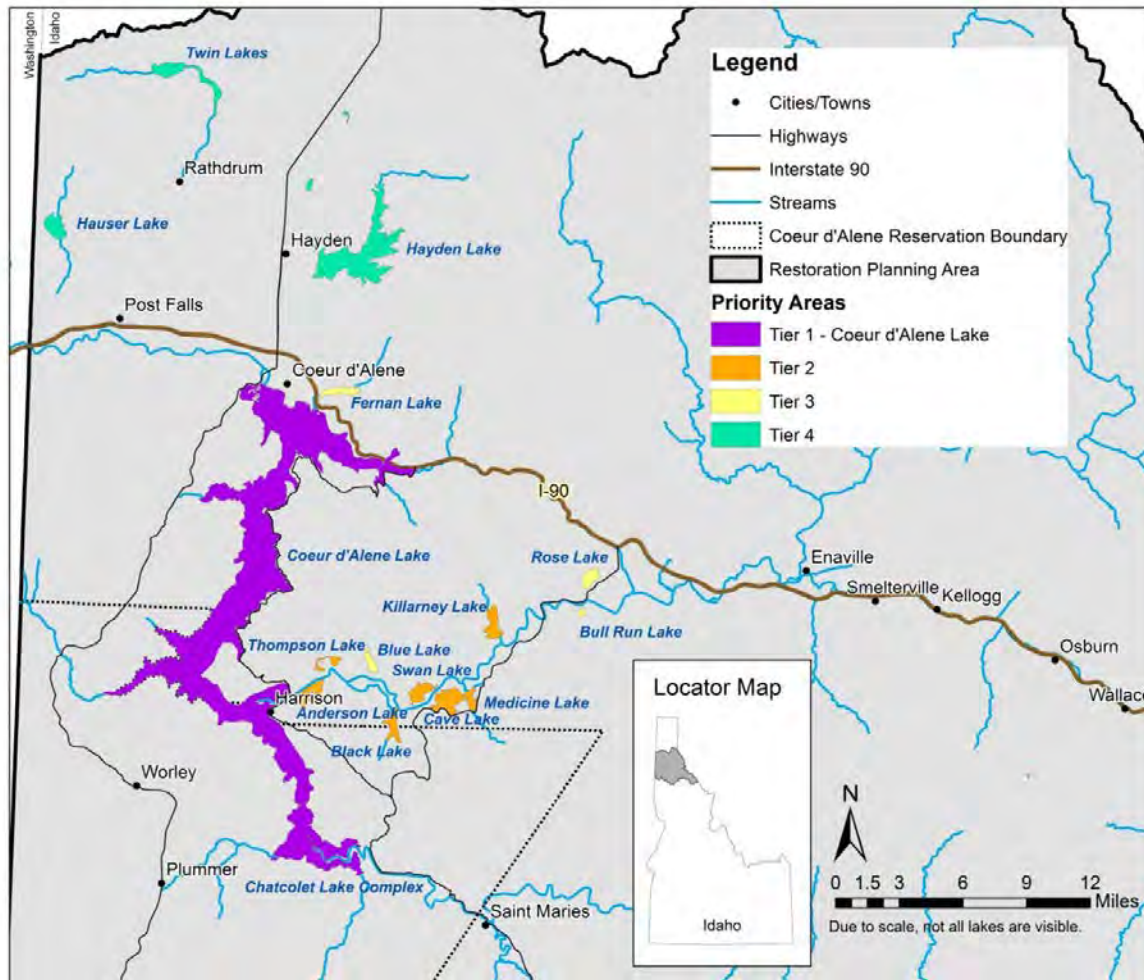 Washington
Idaho
Twin Lakes
Rathdrum
Hauser Lake
Hayden
Hayden Lake
Post Falls
Coeur d'Alene
Fernan Lake
I-90
Coeur d'Alene Lake
Rose Lake
Enaville
Smelterville
Kellogg
Killarney Lake
Bull Run Lake
Osburn
Thompson Lake
Blue Lake
Swan Lake
Wallace
Harrison
Anderson Lake
Medicine Lake
Cave Lake
Black Lake
Worley
Plummer
Chatcolet Lake Complex
Saint Maries
Legend
Cities/Towns
Highways
Interstate 90
Streams
Coeur d'Alene Reservation Boundary
Restoration Planning Area
Priority Areas
Tier 1 - Coeur d'Alene Lake
Tier 2
Tier 3
Tier 4
Locator Map
Idaho
N
0 1.5 3 6 9 12
Miles
Due to scale, not all lakes are visible.